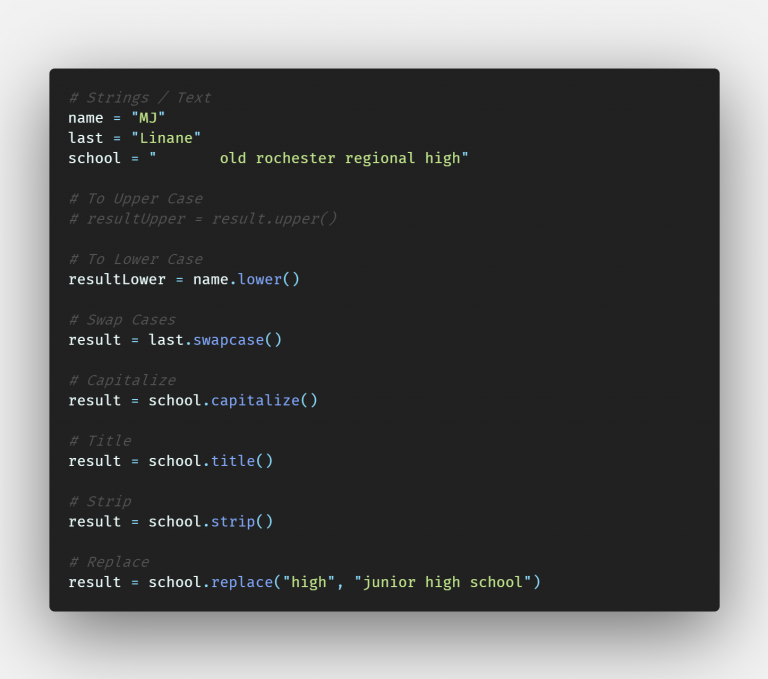 # Strings / Text
name = "MJ"
last = "Linane"
school = "       old rochester regional high"
# To Upper Case
# resultUpper = result.upper()
# To Lower Case
resultLower = name.lower()
# Swap Cases
result = last.swapcase()
# Capitalize
result = school.capitalize()
# Title
result = school.title()
# Strip
result = school.strip()
# Replace
result = school.replace("high", "junior high school")